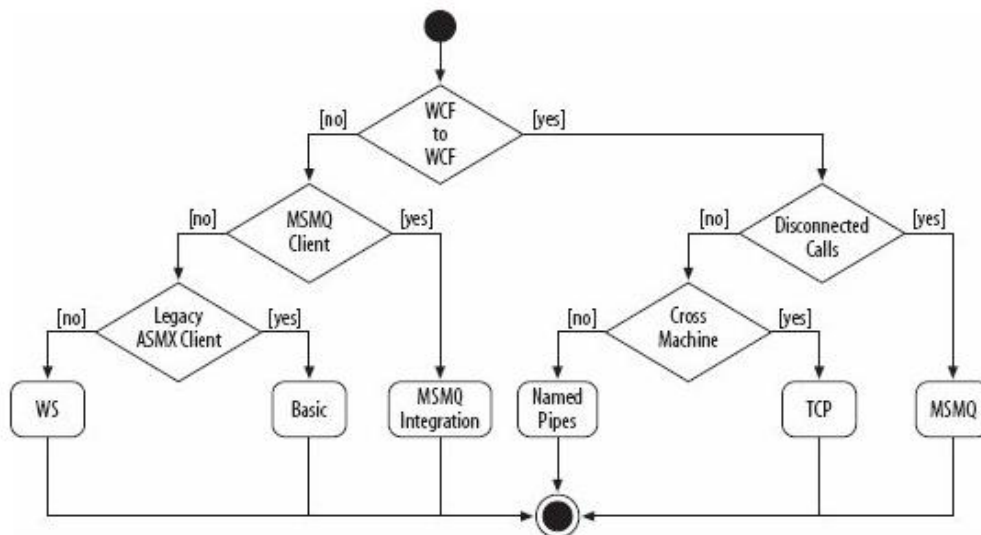 WCF
to
WCF
[no]
[yes]
MSMQ
Client
[no]
[yes]
Disconnected
Calls
[no]
[yes]
Legacy
ASMX Client
[no]
[yes]
Cross
Machine
[no]
[yes]
WS
Basic
MSMQ
Integration
Named
Pipes
TCP
MSMQ